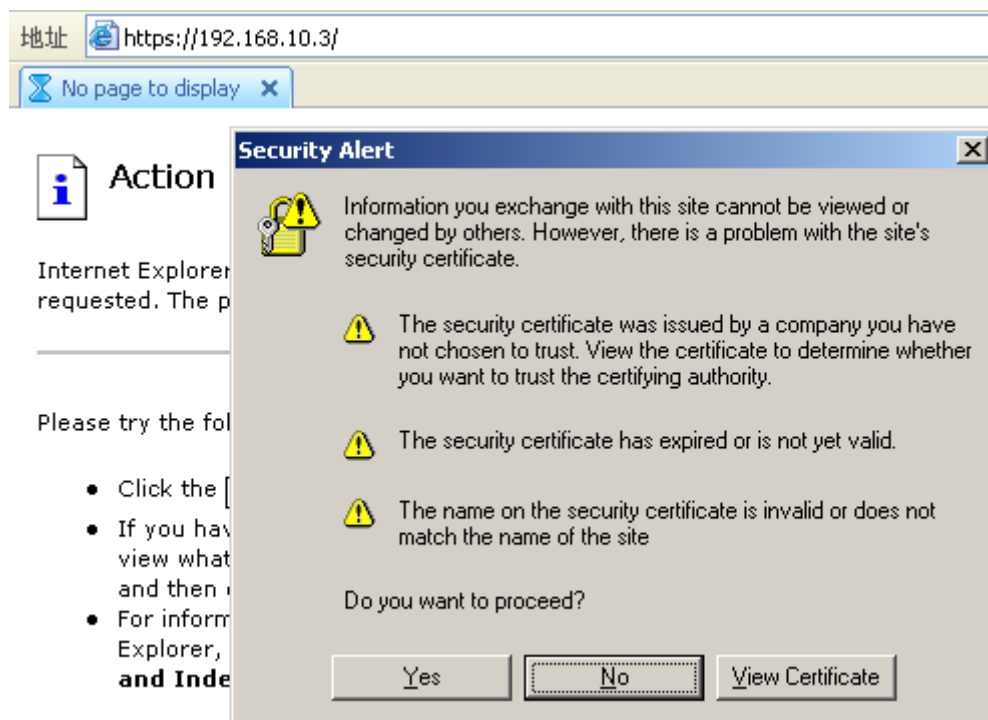 地址 https://192.168.10.3/
No page to display
Action
Internet Explorer
requested. The p
Please try the fol
Click the [
If you hav
view what
and then
For inform
Explorer,
and Inde
Security Alert
Information you exchange with this site cannot be viewed or
changed by others. However, there is a problem with the site's
security certificate.
The security certificate was issued by a company you have
not chosen to trust. View the certificate to determine whether
you want to trust the certifying authority.
The security certificate has expired or is not yet valid.
The name on the security certificate is invalid or does not
match the name of the site
Do you want to proceed?
Yes No View Certificate